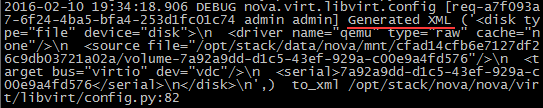 2016-02-10 19:34:18.906 DEBUG nova.virt.libvirt.config [req-a7f093a
7-6f24-4ba5-bfa4-253d1fc01c74 admin admin] Generated XML ('<disk ty
pe="file" device="disk">\n  <driver name="qemu" type="raw" cache="n
one"/>\n  <source file="/opt/stack/data/nova/mnt/cfad14cfb6e7127df2
6c9db03721a02a/volume-7a92a9dd-d1c5-43ef-929a-c00e9a4fd576"/>\n  <t
arget bus="virtio" dev="vdc"/>\n  <serial>7a92a9dd-d1c5-43ef-929a-c
00e9a4fd576</serial>\n</disk>\n',)  to_xml /opt/stack/nova/nova/vir
t/libvirt/config.py:82